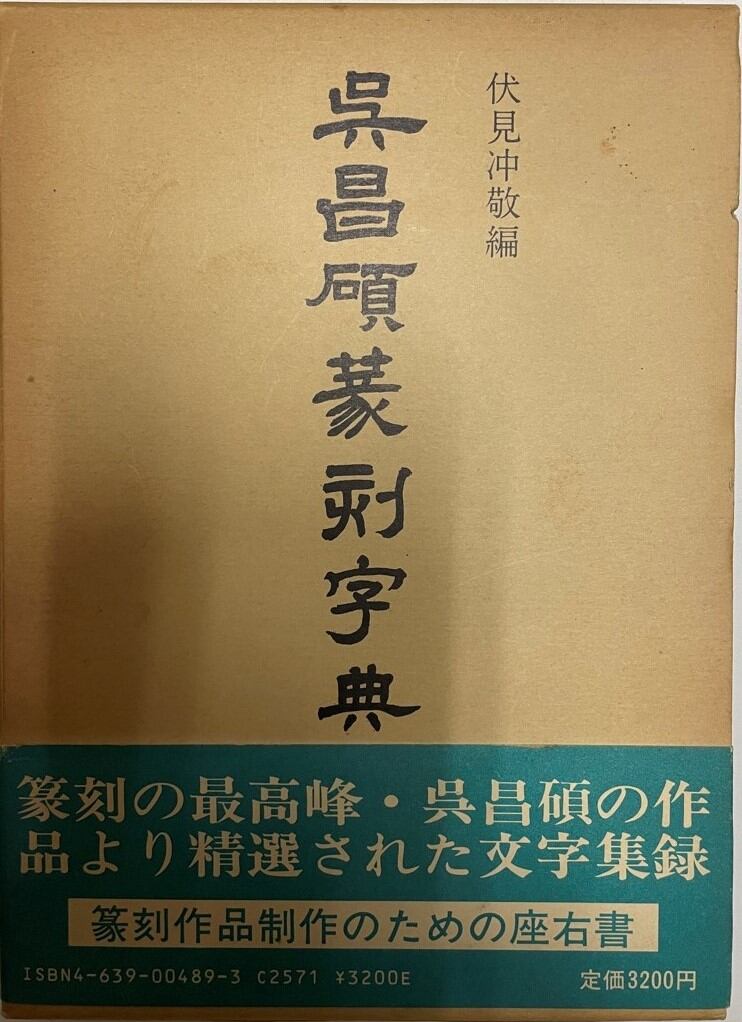 伏見冲敬編
呉昌碩篆刻字典
篆刻の最高峰・呉昌碩の作
品より精選された文字集録
篆刻作品制作のための座右書
ISBN4-639-00489-3 C2571 ¥3200E
定価3200円